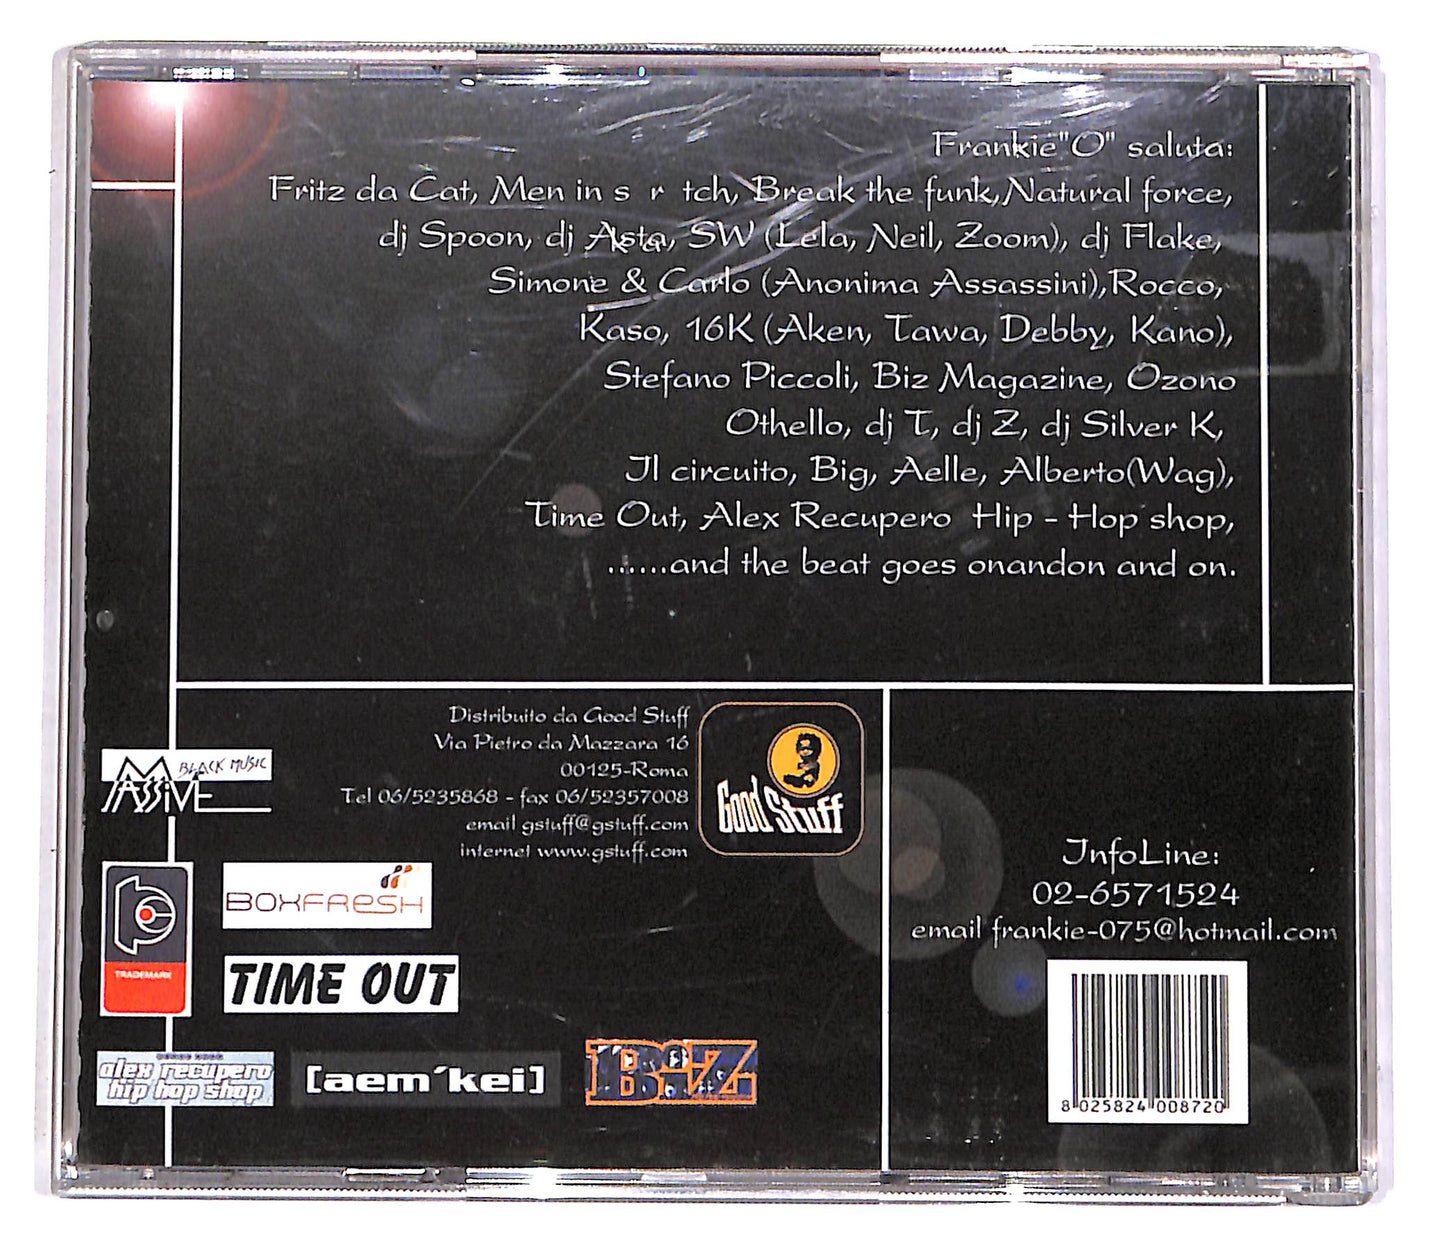 Frankie"O" saluta:
Fritz da Cat, Men in s r tch, Break the funk,Natural force,
dj Spoon, dj Asta, SW (Lela, Neil, Zoom), dj Flake,
Simone & Carlo (Anonima Assassini),Rocco,
Kaso, 16K (Aken, Tawa, Debby, Kano),
Stefano Piccoli, Biz Magazine, Ozono
Othello, dj T, dj Z, dj Silver K,
Il circuito, Big, Aelle, Alberto(Wag),
Time Out, Alex Recupero Hip - Hop shop,
......and the beat goes onandon and on.
Distribuito da Good Stuff
Via Pietro da Mazzara 16
00125-Roma
Tel 06/5235868 - fax 06/52357008
email gstuff@gstuff.com
internet www.gstuff.com
Good Stuff
MASSIVE BLACK MUSIC
TRADEMARK
BOXFRESH
TIME OUT
alex recupero
hip hop shop
[aem´kei]
BiZ
InfoLine:
02-6571524
email frankie-075@hotmail.com
8 025824 008720